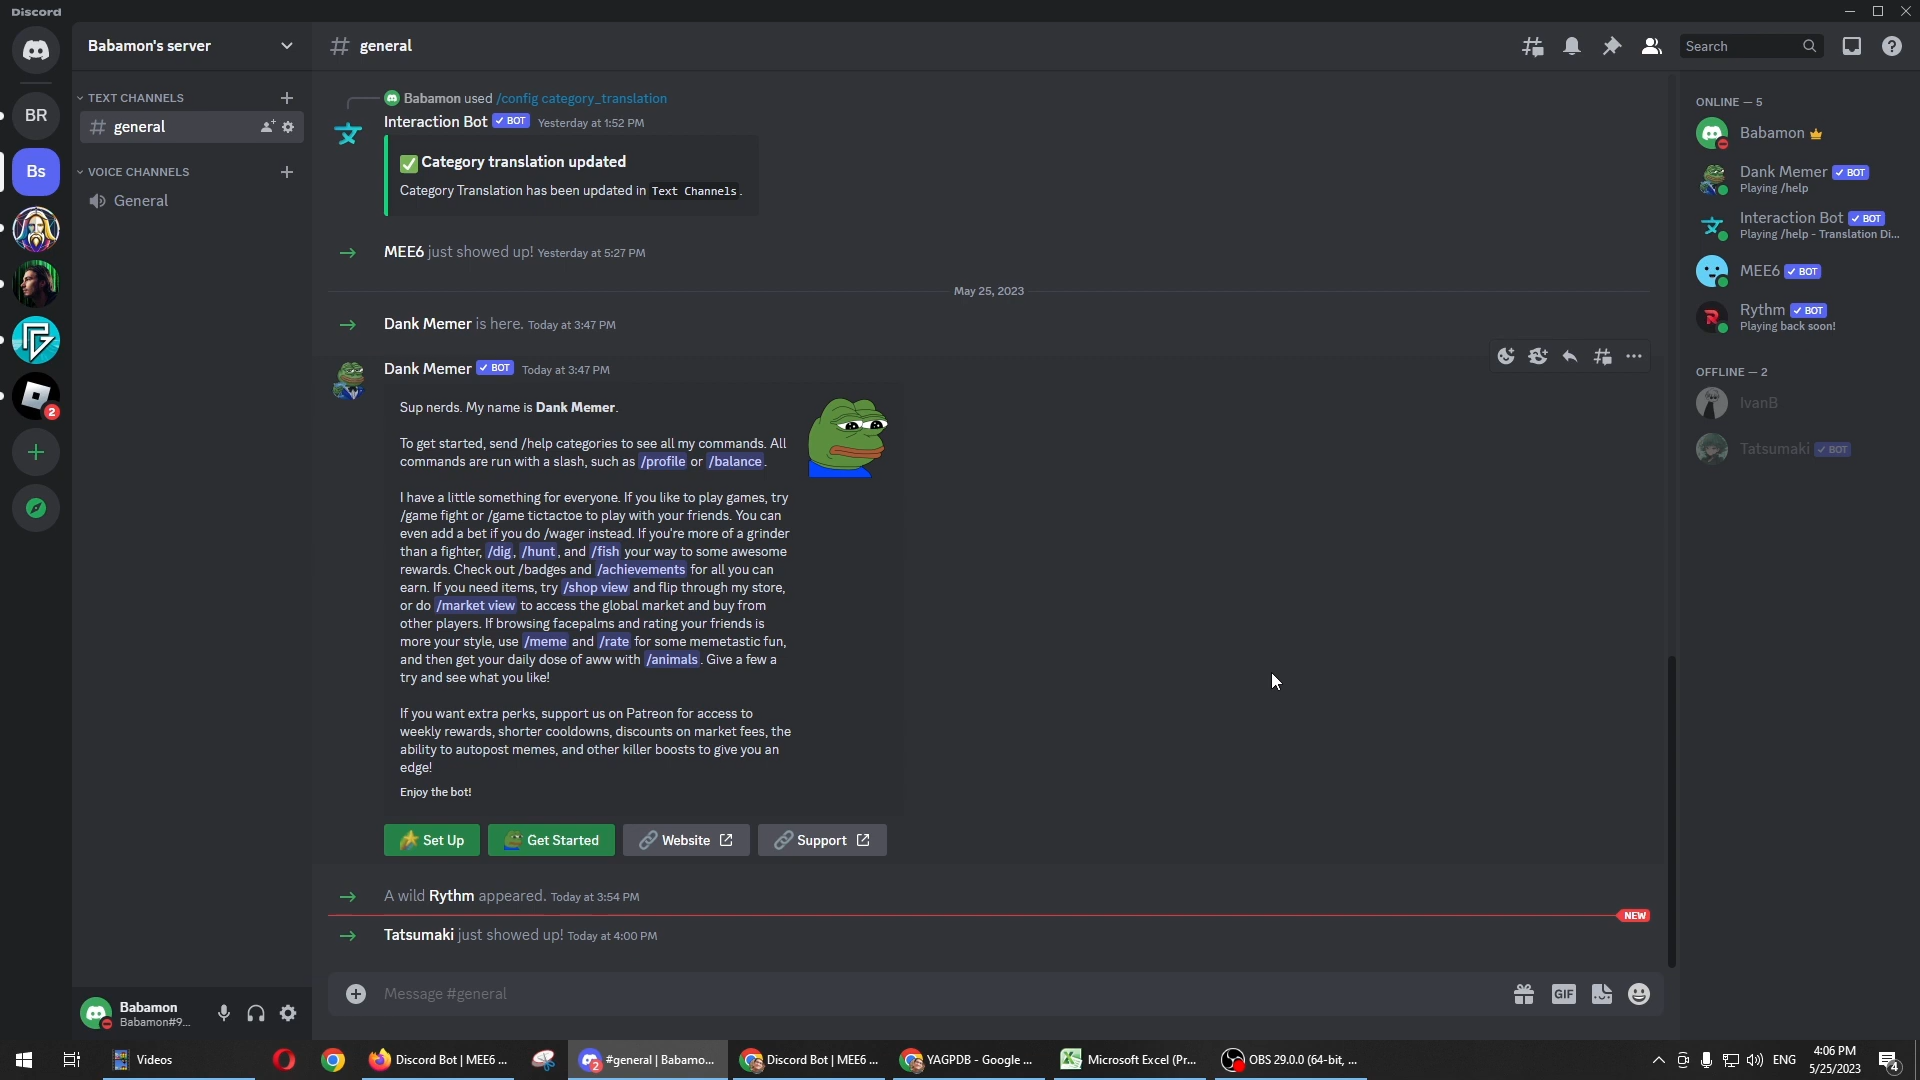 Discord
Babamon's server
# general
Search
TEXT CHANNELS
general
VOICE CHANNELS
General
BR
Bs
2
Babamon used /config category_translation
Interaction Bot ✓ BOT Yesterday at 1:52 PM
✅ Category translation updated
Category Translation has been updated in Text Channels.
MEE6 just showed up! Yesterday at 5:27 PM
May 25, 2023
Dank Memer is here. Today at 3:47 PM
Dank Memer ✓ BOT Today at 3:47 PM
Sup nerds. My name is Dank Memer.
To get started, send /help categories to see all my commands. All
commands are run with a slash, such as /profile or /balance.
I have a little something for everyone. If you like to play games, try
/game fight or /game tictactoe to play with your friends. You can
even add a bet if you do /wager instead. If you're more of a grinder
than a fighter, /dig, /hunt, and /fish your way to some awesome
rewards. Check out /badges and /achievements for all you can
earn. If you need items, try /shop view and flip through my store,
or do /market view to access the global market and buy from
other players. If browsing facepalms and rating your friends is
more your style, use /meme and /rate for some memetastic fun,
and then get your daily dose of aww with /animals. Give a few a
try and see what you like!
If you want extra perks, support us on Patreon for access to
weekly rewards, shorter cooldowns, discounts on market fees, the
ability to autopost memes, and other killer boosts to give you an
edge!
Enjoy the bot!
Set Up Get Started Website Support
A wild Rythm appeared. Today at 3:54 PM
NEW
Tatsumaki just showed up! Today at 4:00 PM
Message #general
GIF
ONLINE — 5
Babamon
Dank Memer ✓ BOT
Playing /help
Interaction Bot ✓ BOT
Playing /help - Translation Di...
MEE6 ✓ BOT
Rythm ✓ BOT
Playing back soon!
OFFLINE — 2
IvanB
Tatsumaki ✓ BOT
Babamon
Babamon#9...
Videos
Discord Bot | MEE6 ...
2
#general | Babamo...
Discord Bot | MEE6 ...
YAGPDB - Google ...
Microsoft Excel (Pr...
OBS 29.0.0 (64-bit, ...
ENG
4:06 PM
5/25/2023
4